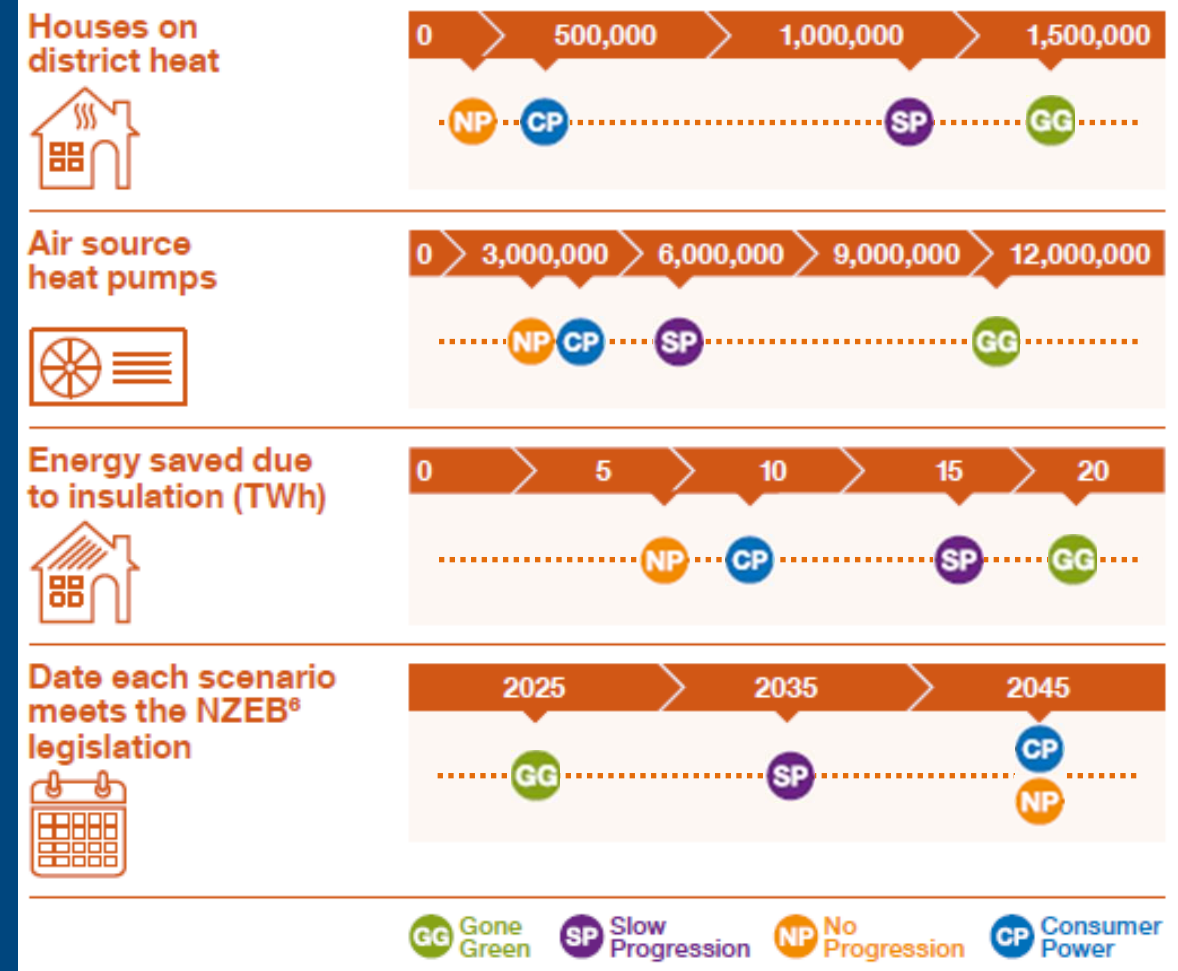 Houses on
district heat
0 500,000 1,000,000 1,500,000
NP CP SP GG
Air source
heat pumps
0 3,000,000 6,000,000 9,000,000 12,000,000
NP CP SP GG
Energy saved due
to insulation (TWh)
0 5 10 15 20
NP CP SP GG
Date each scenario
meets the NZEB⁶
legislation
2025 2035 2045
CP
GG SP
NP
GG Gone
Green
SP Slow
Progression
NP No
Progression
CP Consumer
Power